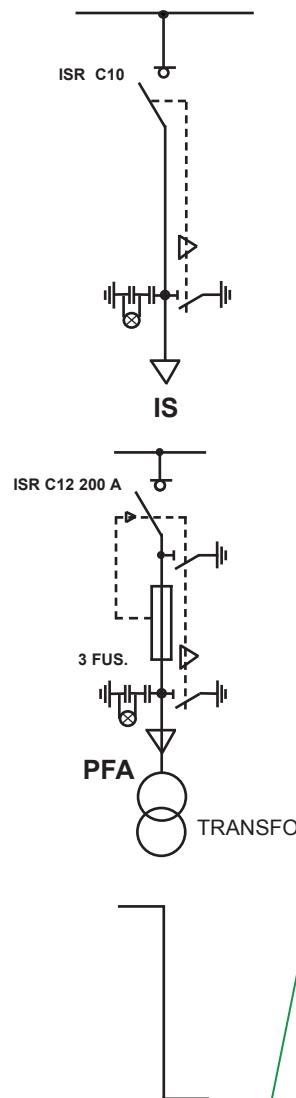 ISR C10
IS
ISR C12 200 A
3 FUS.
PFA
TRANSFO